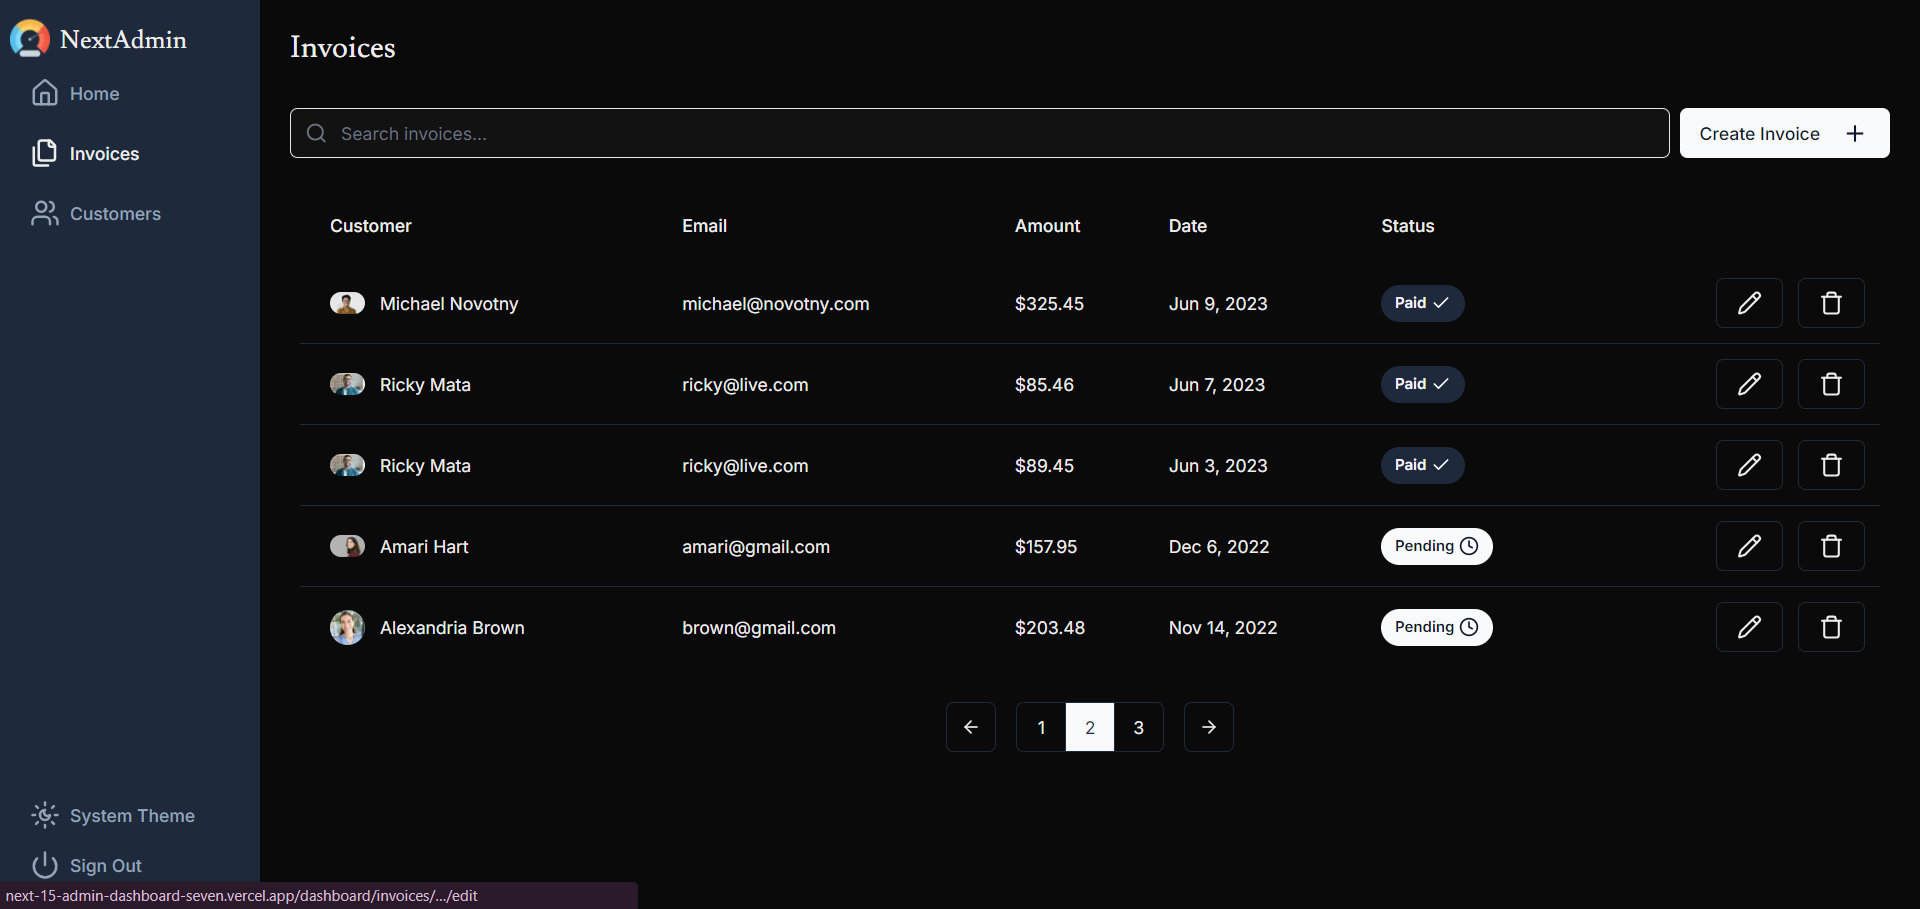 NextAdmin
Home
Invoices
Customers
System Theme
Sign Out
Invoices
Search invoices...
Create Invoice
Customer Email Amount Date Status
Michael Novotny michael@novotny.com $325.45 Jun 9, 2023 Paid
Ricky Mata ricky@live.com $85.46 Jun 7, 2023 Paid
Ricky Mata ricky@live.com $89.45 Jun 3, 2023 Paid
Amari Hart amari@gmail.com $157.95 Dec 6, 2022 Pending
Alexandria Brown brown@gmail.com $203.48 Nov 14, 2022 Pending
1 2 3
next-15-admin-dashboard-seven.vercel.app/dashboard/invoices/.../edit